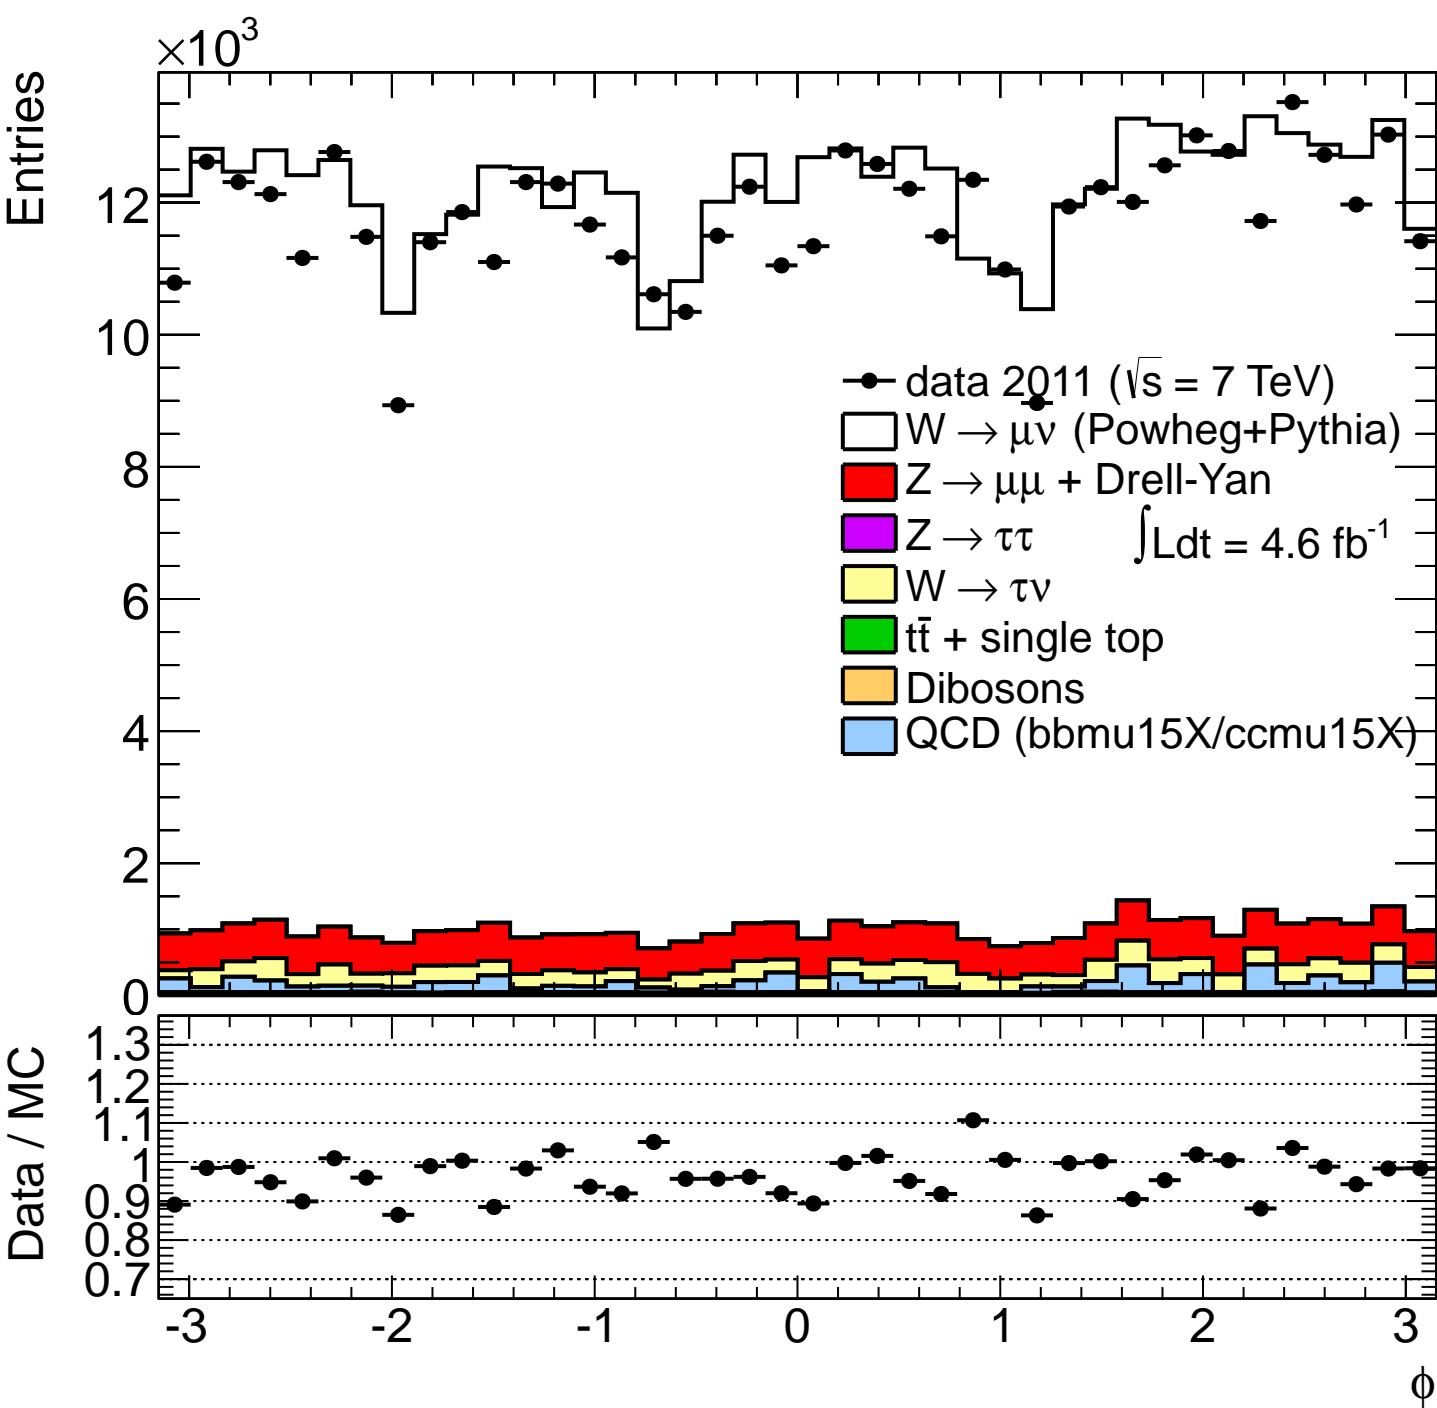 ×10³
Entries
12
10
8
6
4
2
0
data 2011 (√s = 7 TeV)
W → μν (Powheg+Pythia)
Z → μμ + Drell-Yan
Z → ττ
∫Ldt = 4.6 fb⁻¹
W → τν
tt̄ + single top
Dibosons
QCD (bbmu15X/ccmu15X)
Data / MC
1.3
1.2
1.1
1
0.9
0.8
0.7
-3 -2 -1 0 1 2 3
ϕ